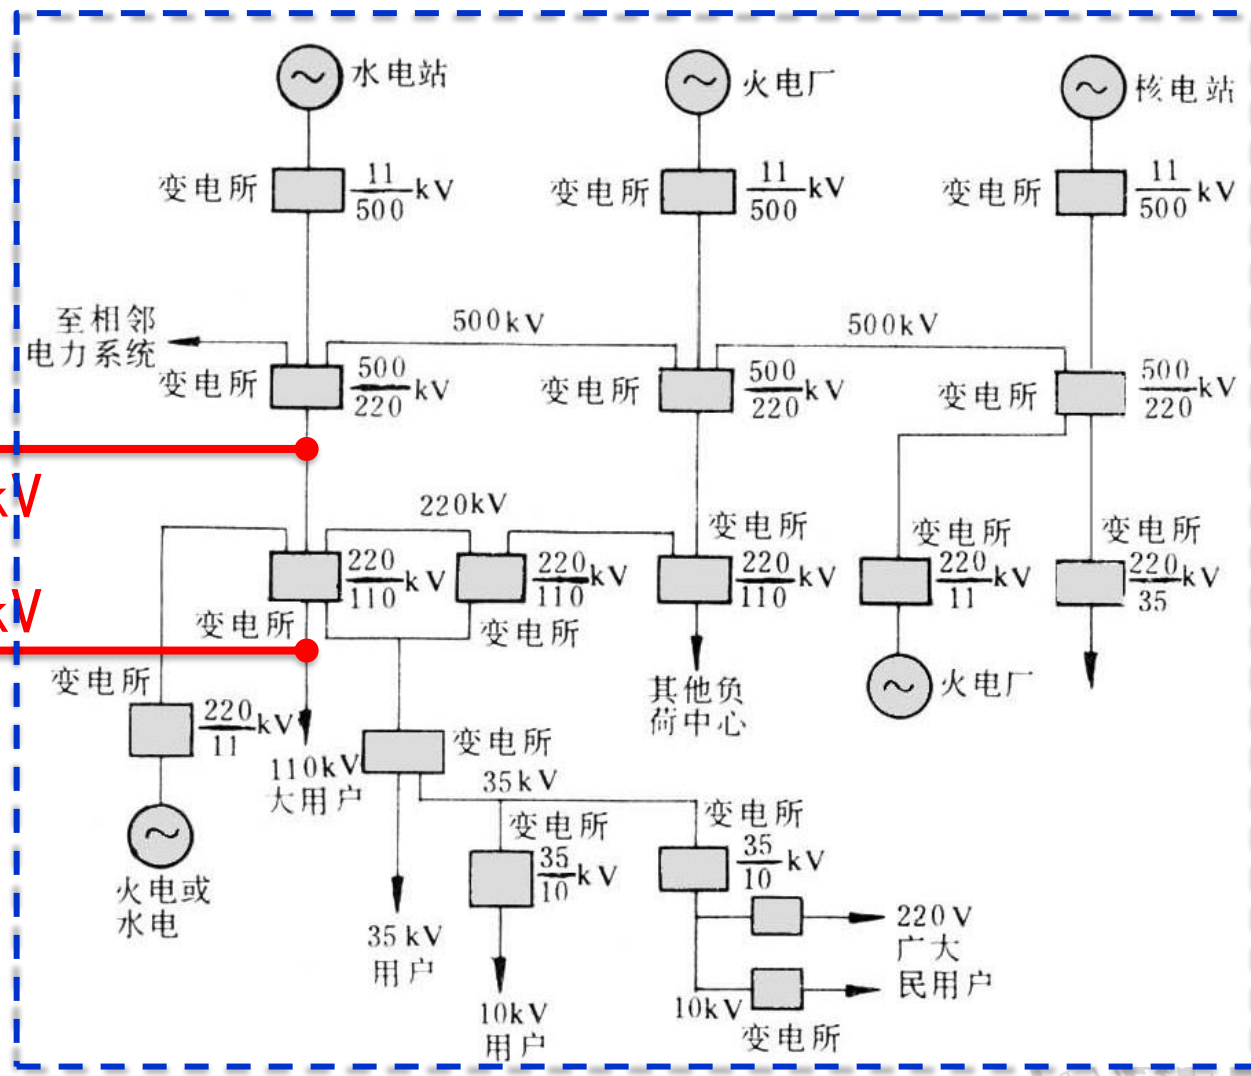 水电站
火电厂
核电站
变电所
11
500
kV
变电所
11
500
kV
变电所
11
500
kV
至相邻
电力系统
500kV
500kV
变电所
500
220
kV
变电所
500
220
kV
变电所
500
220
kV
kV
220kV
变电所
变电所
变电所
220
110
kV
220
110
kV
220
110
kV
220
11
kV
220
35
kV
kV
变电所
变电所
变电所
220
11
kV
其他负
荷中心
火电厂
110kV
大用户
变电所
35kV
变电所
35
10
kV
变电所
35
10
kV
火电或
水电
35kV
用户
220V
广大
民用户
10kV
用户
10kV
变电所